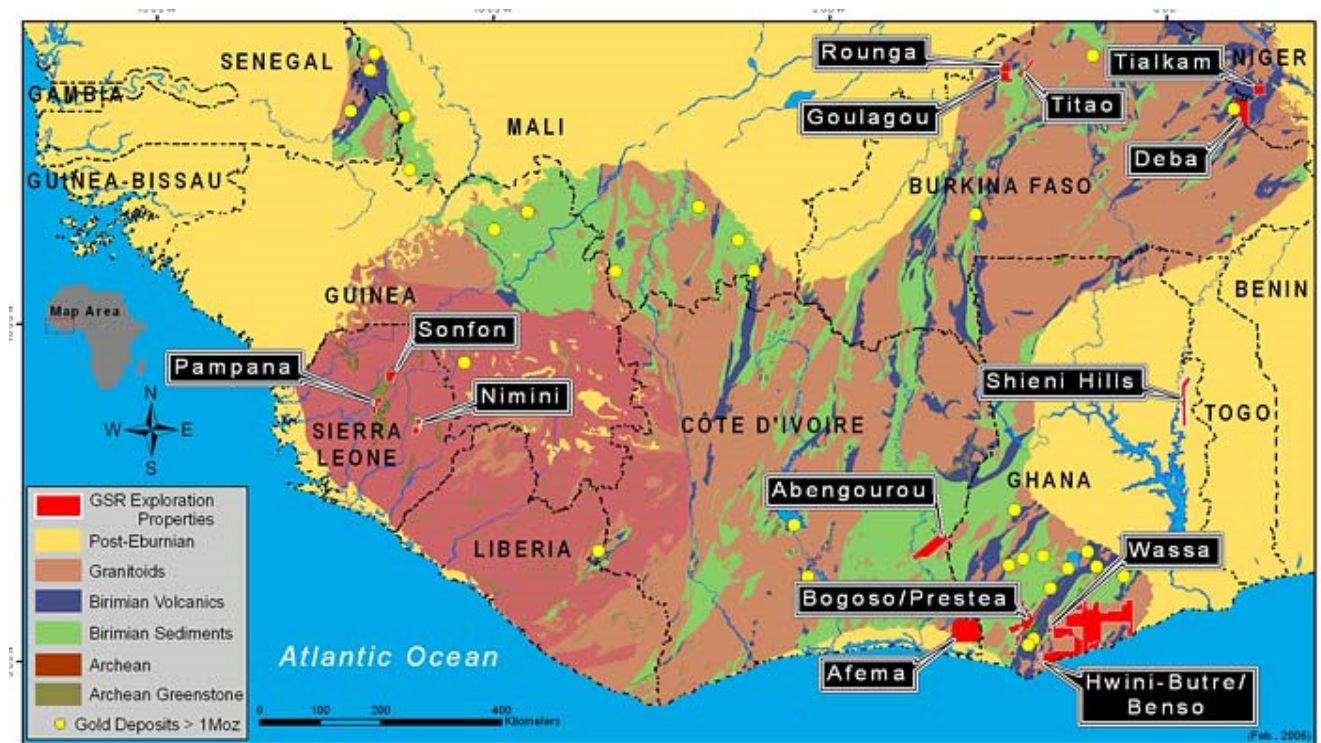 SENEGAL
GAMBIA
GUINEA-BISSAU
MALI
Rounga
Goulagou
Titao
Tialkam
NIGER
Deba
BURKINA FASO
BENIN
GUINEA
Map Area
Sonfon
Pampana
Nimini
N
W E
S
SIERRA
LEONE
CÔTE D'IVOIRE
Shieni Hills
TOGO
GHANA
Abengourou
LIBERIA
Wassa
Bogoso/Prestea
Afema
Hwini-Butre/
Benso
Atlantic Ocean
GSR Exploration
Properties
Post-Eburnian
Granitoids
Birimian Volcanics
Birimian Sediments
Archean
Archean Greenstone
Gold Deposits > 1Moz
0 100 200 400
Kilometers
(Feb., 2006)